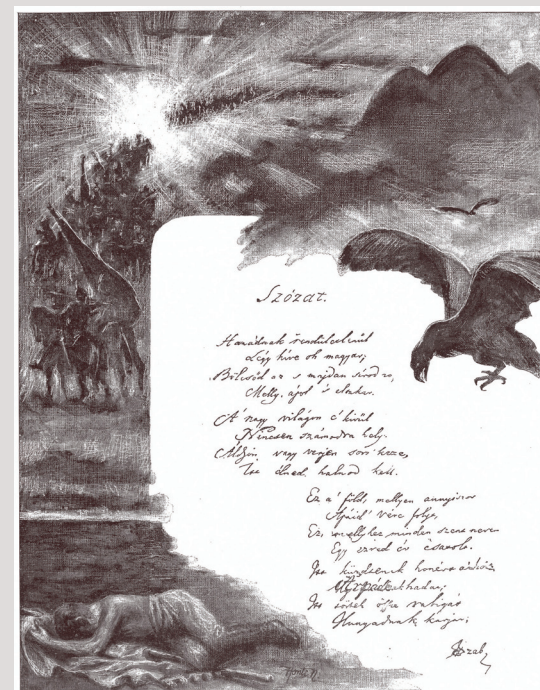 Szózat.
Hazádnak rendületlenül
Légy híve oh magyar;
Bölcsőd az s majdan sírod is,
Melly ápol 's eltakar.
A' nagy világon e' kivül
Nincsen számodra hely.
Áldjon vagy verjen sors keze,
Itt élned halnod kell.
Ez a' föld, mellyen annyiszor
Apáid' vére folyt,
Ez, mellyhez minden szent nevet
Egy ezred év csatolt.
Itt küzdtenek honért a hős
Árpádnak hadai;
Itt törtek össze rabigát
Hunyadnak karjai;